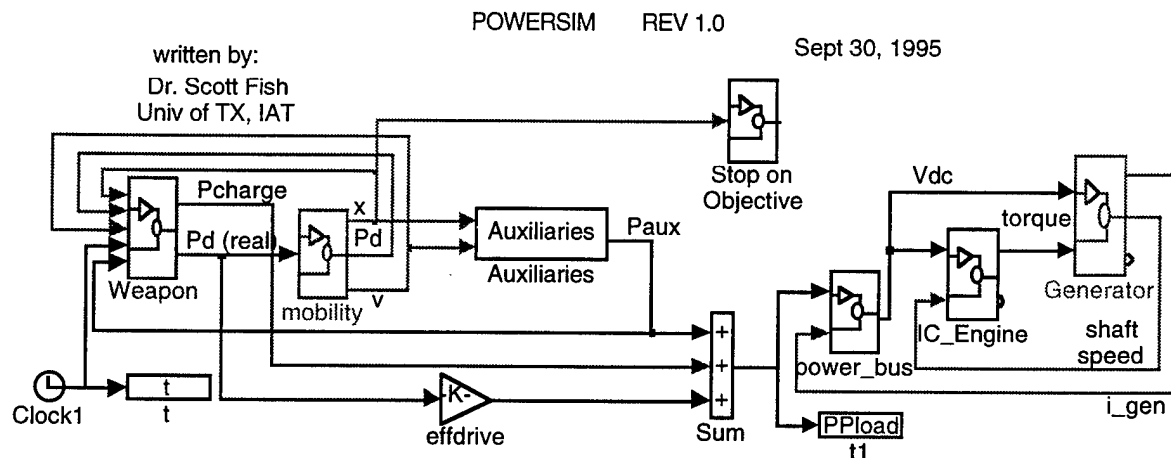 POWERSIM REV 1.0
Sept 30, 1995
written by:
Dr. Scott Fish
Univ of TX, IAT
Stop on
Objective
Pcharge
Pd (real)
Weapon
x
Pd
v
mobility
Auxiliaries
Auxiliaries
Paux
Vdc
torque
Generator
IC_Engine
shaft
speed
power_bus
i_gen
Clock1
t
t
-K-
effdrive
+
+
+
Sum
PPload
t1